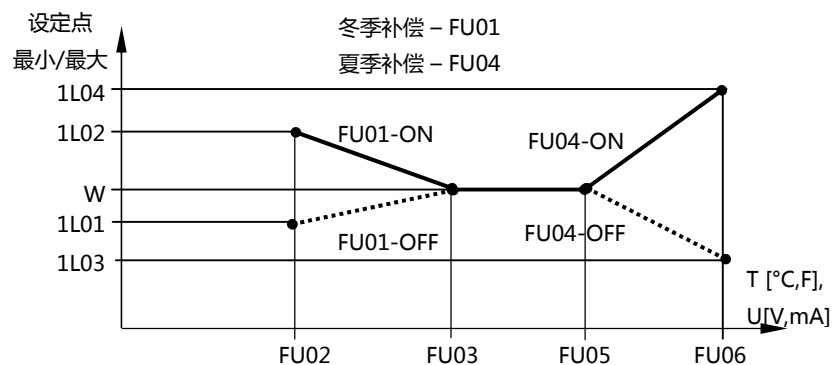 设定点
最小/最大
冬季补偿 – FU01
夏季补偿 – FU04
1L04
1L02
FU01-ON
FU04-ON
W
1L01
FU01-OFF
FU04-OFF
1L03
T [°C,F],
U[V,mA]
FU02
FU03
FU05
FU06